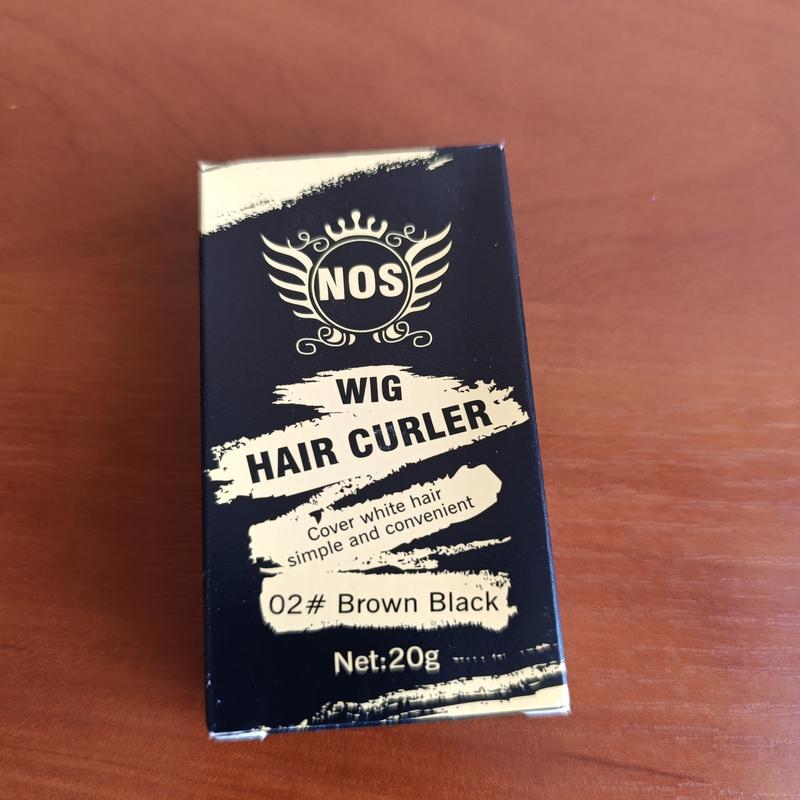 NOS
WIG
HAIR CURLER
Cover white hair
simple and convenient
02# Brown Black
Net:20g